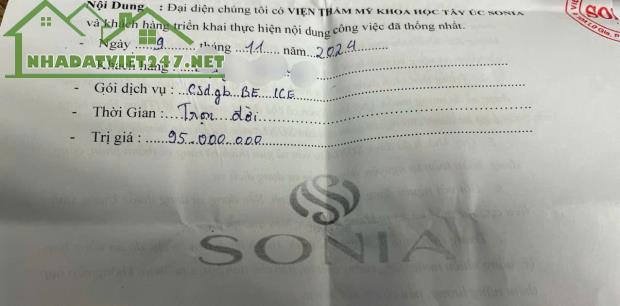 Nội Dung : Đại diện chúng tôi có VIỆN THẨM MỸ KHOA HỌC TÂY ÚC SONIA
và khách hàng triển khai thực hiện nội dung công việc đã thống nhất.
- Ngày ...9... tháng ...11... năm...2024
NHADATVIET247.NET
Khách hàng :
- Gói dịch vụ : CSd.gb BE ICE
- Thời Gian : Trọn đời
- Trị giá : 95.000.000
SONIA